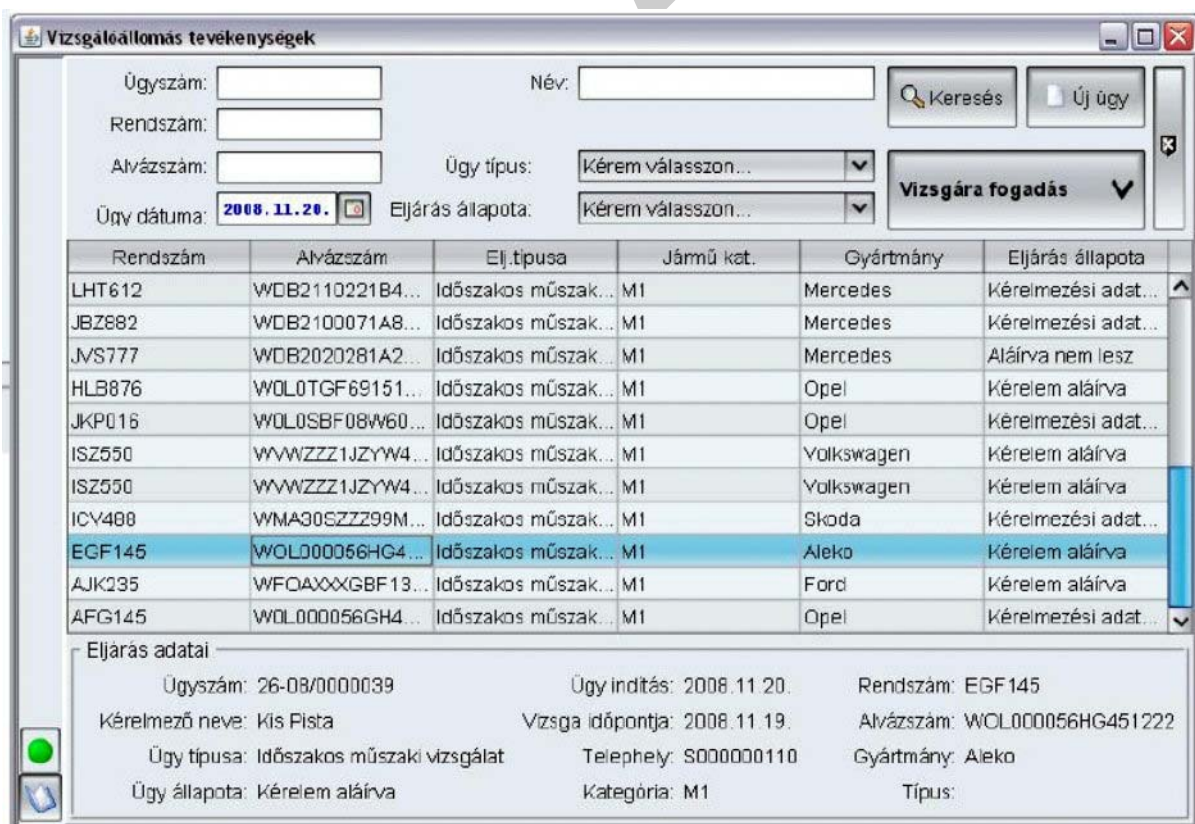 Vizsgálóállomás tevékenységek
Ügyszám: Név: Keresés Új ügy
Rendszám:
Alvázszám: Ügy típus: Kérem válasszon... Vizsgára fogadás
Ügy dátuma: 2008.11.20. Eljárás állapota: Kérem válasszon...
Rendszám Alvázszám Elj.típusa Jármű kat. Gyártmány Eljárás állapota
LHT612 WDB2110221B4... Időszakos műszak... M1 Mercedes Kérelmezési adat...
JBZ882 WDB2100071A8... Időszakos műszak... M1 Mercedes Kérelmezési adat...
JVS777 WDB2020281A2... Időszakos műszak... M1 Mercedes Aláírva nem lesz
HLB876 W0L0TGF69151... Időszakos műszak... M1 Opel Kérelem aláírva
JKP016 W0L0SBF08W60... Időszakos műszak... M1 Opel Kérelmezési adat...
ISZ550 WVWZZZ1JZYW4... Időszakos műszak... M1 Volkswagen Kérelem aláírva
ISZ550 WVWZZZ1JZYW4... Időszakos műszak... M1 Volkswagen Kérelem aláírva
ICV488 WMA30SZZZ99M... Időszakos műszak... M1 Skoda Kérelmezési adat...
EGF145 WOL000056HG4... Időszakos műszak... M1 Aleko Kérelem aláírva
AJK235 WFOAXXXGBF13... Időszakos műszak... M1 Ford Kérelem aláírva
AFG145 W0L000056GH4... Időszakos műszak... M1 Opel Kérelmezési adat...
Eljárás adatai
Ügyszám: 26-08/0000039 Ügy indítás: 2008.11.20. Rendszám: EGF145
Kérelmező neve: Kis Pista Vizsga időpontja: 2008.11.19. Alvázszám: WOL000056HG451222
Ügy típusa: Időszakos műszaki vizsgálat Telephely: S000000110 Gyártmány: Aleko
Ügy állapota: Kérelem aláírva Kategória: M1 Típus: